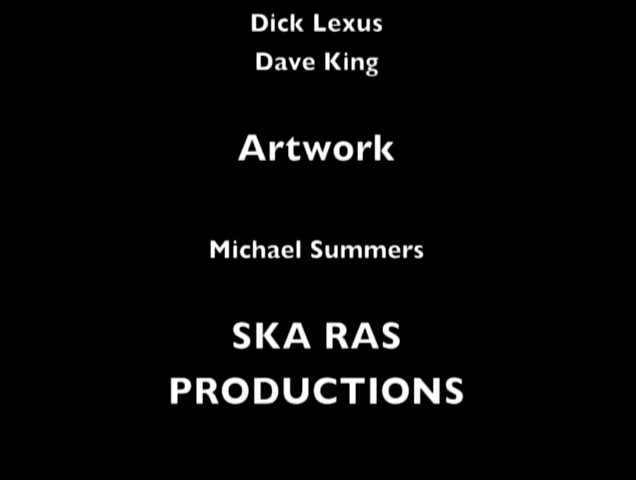 Dick Lexus
Dave King
Artwork
Michael Summers
SKA RAS
PRODUCTIONS